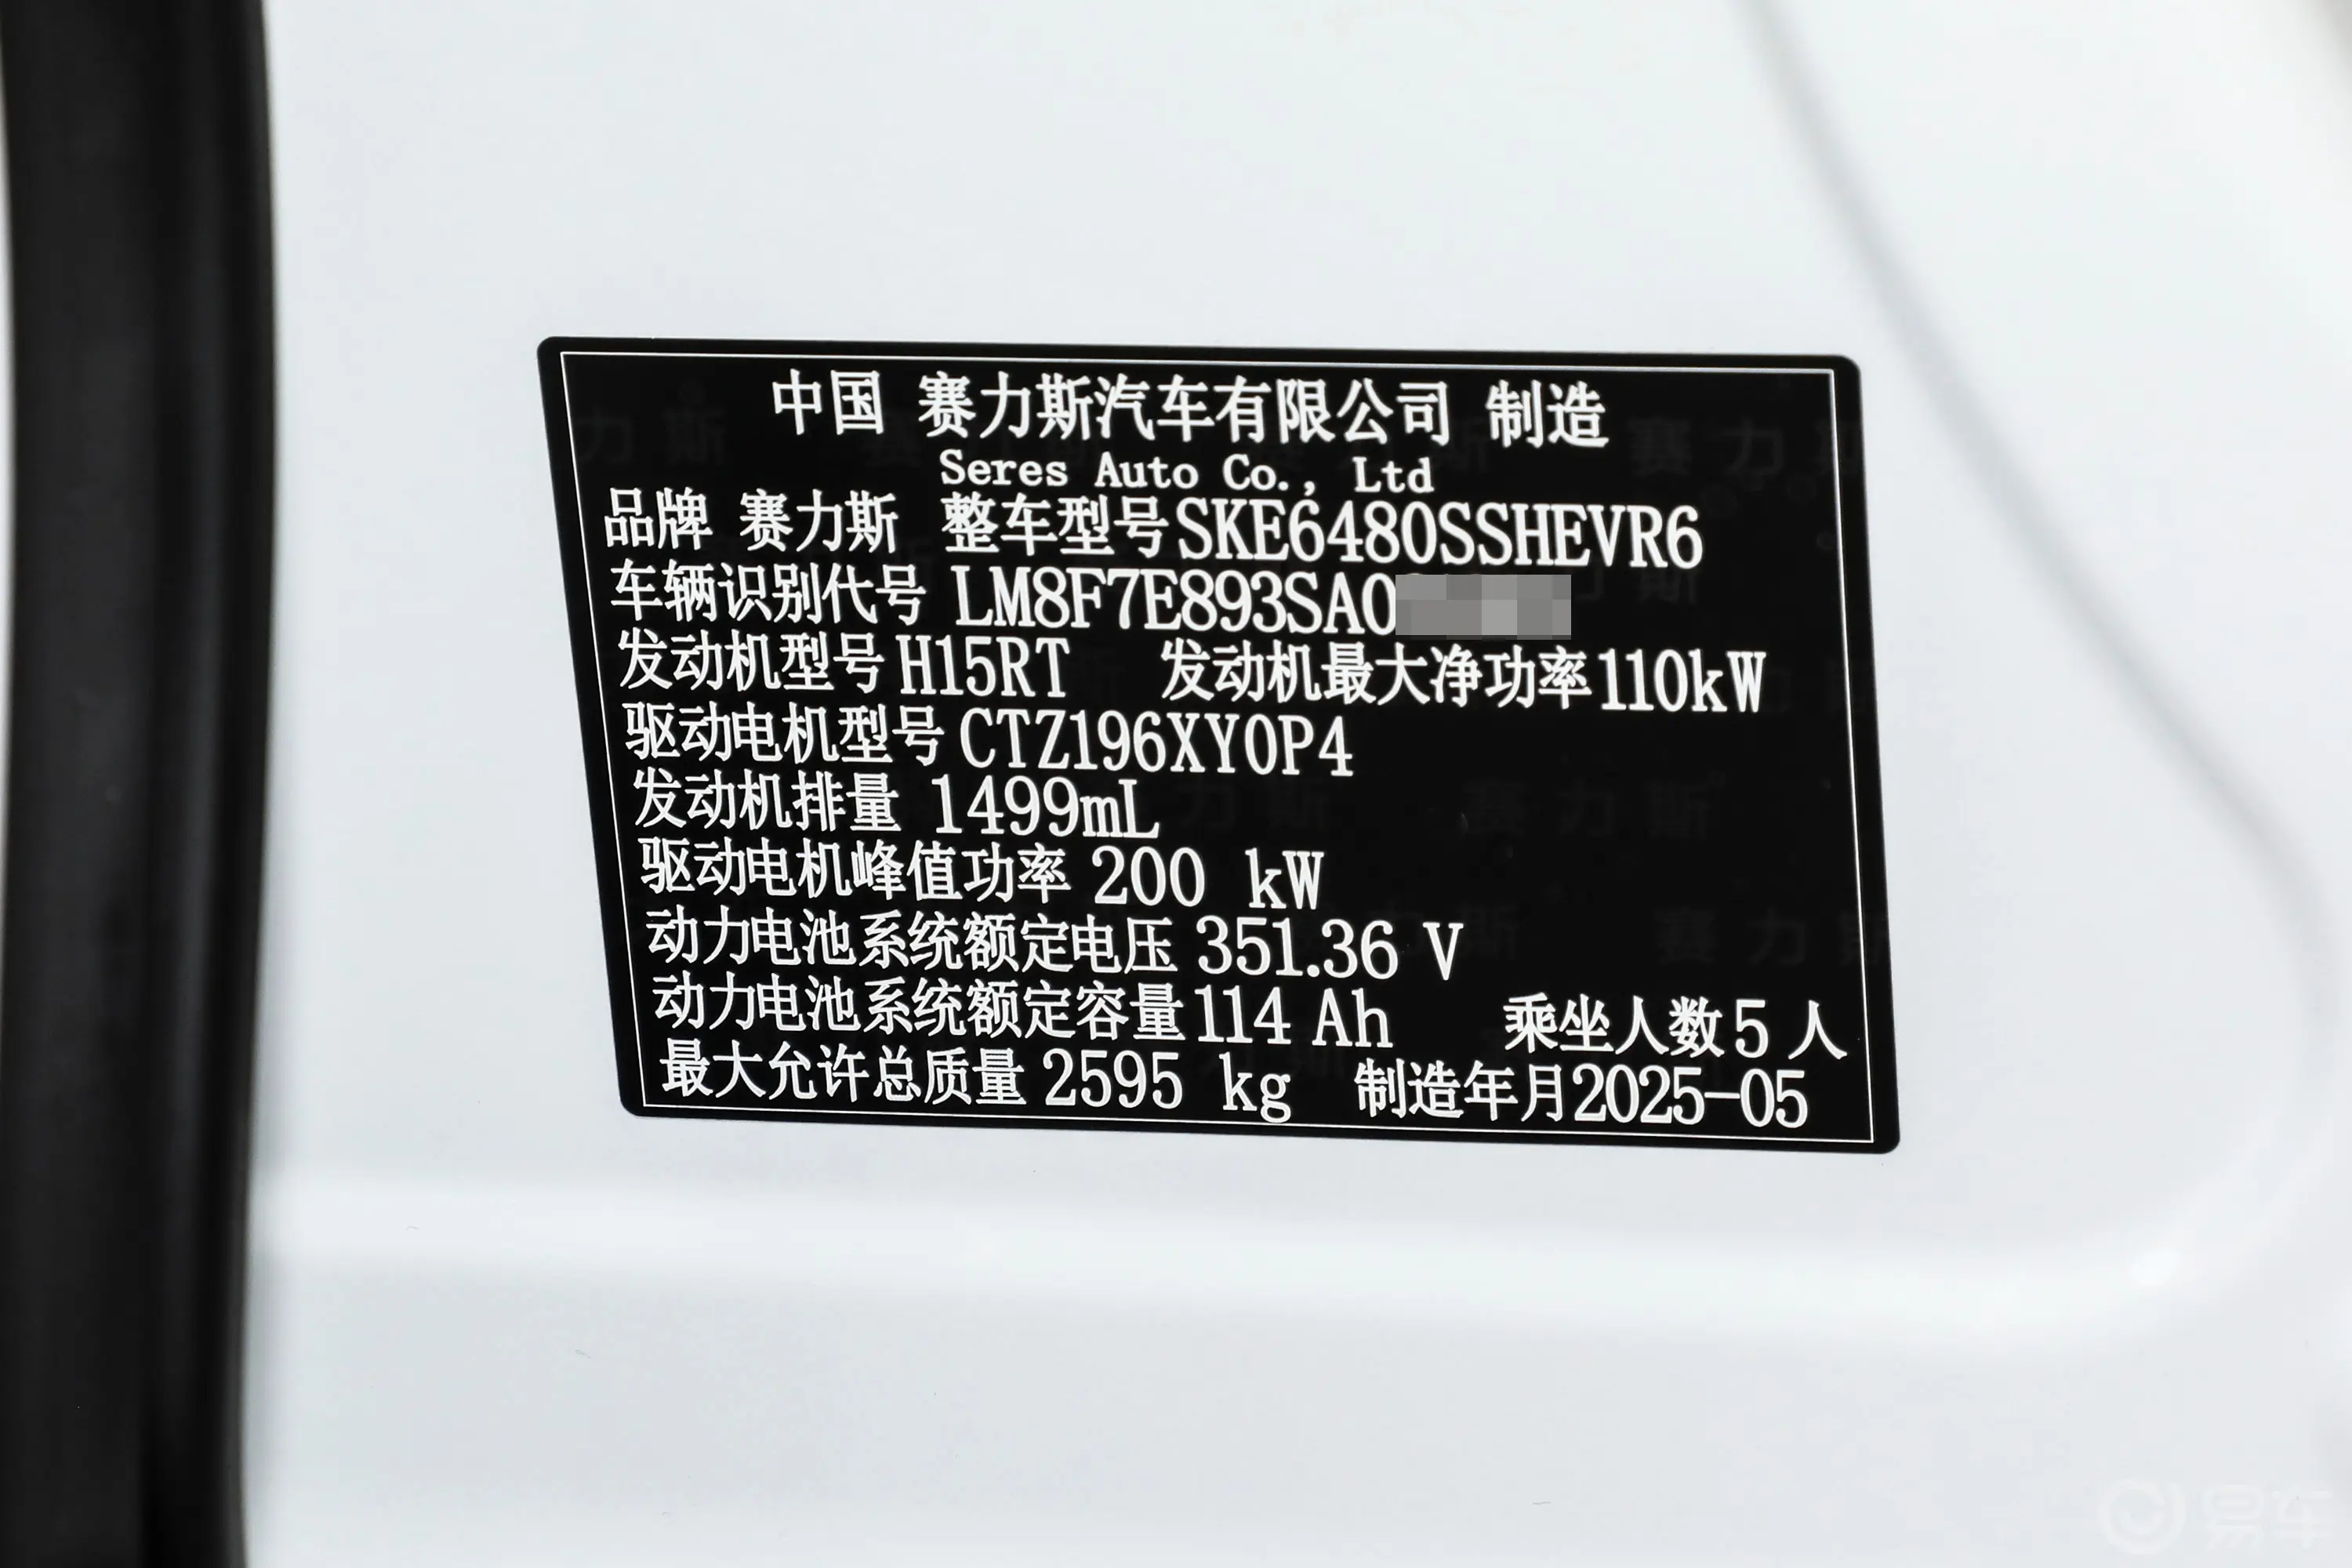 中国 赛力斯汽车有限公司 制造
Seres Auto Co., Ltd
品牌 赛力斯 整车型号SKE6480SSHEVR6
车辆识别代号 LM8F7E893SA0
发动机型号H15RT 发动机最大净功率110kW
驱动电机型号CTZ196XY0P4
发动机排量 1499mL
驱动电机峰值功率 200 kW
动力电池系统额定电压 351.36 V
动力电池系统额定容量114 Ah 乘坐人数5 人
最大允许总质量 2595 kg 制造年月2025-05
易车